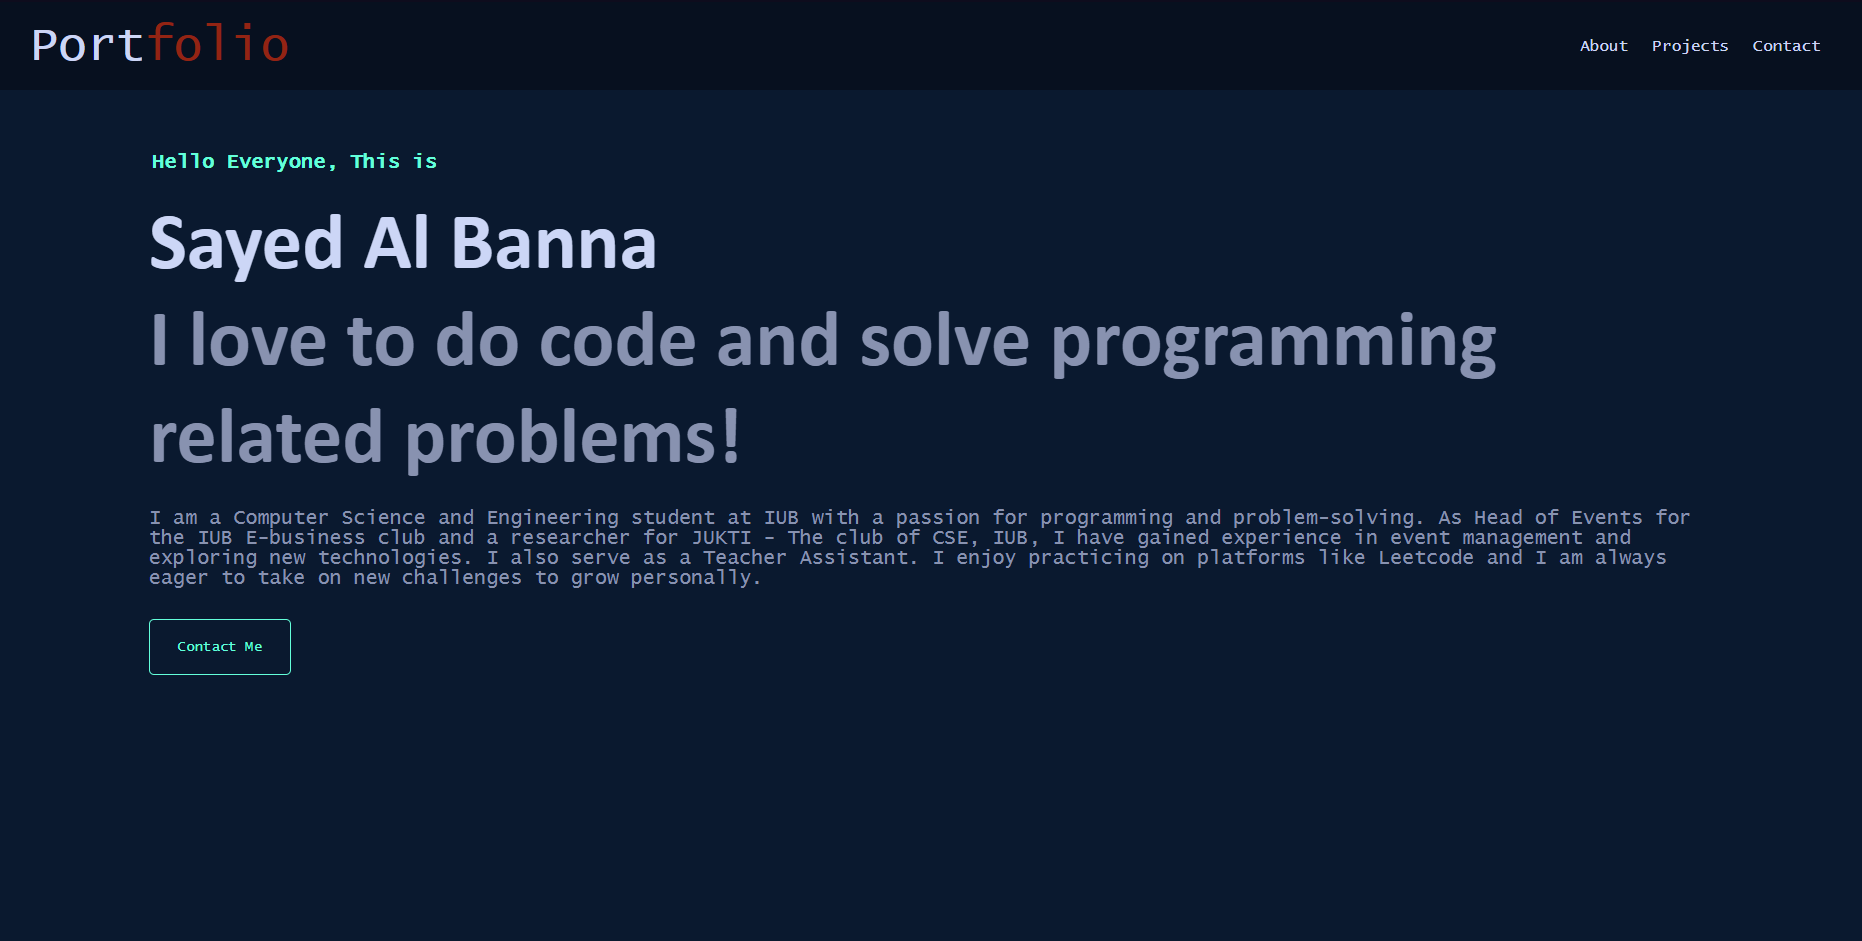 Portfolio
About Projects Contact
Hello Everyone, This is
Sayed Al Banna
I love to do code and solve programming
related problems!
I am a Computer Science and Engineering student at IUB with a passion for programming and problem-solving. As Head of Events for
the IUB E-business club and a researcher for JUKTI - The club of CSE, IUB, I have gained experience in event management and
exploring new technologies. I also serve as a Teacher Assistant. I enjoy practicing on platforms like Leetcode and I am always
eager to take on new challenges to grow personally.
Contact Me